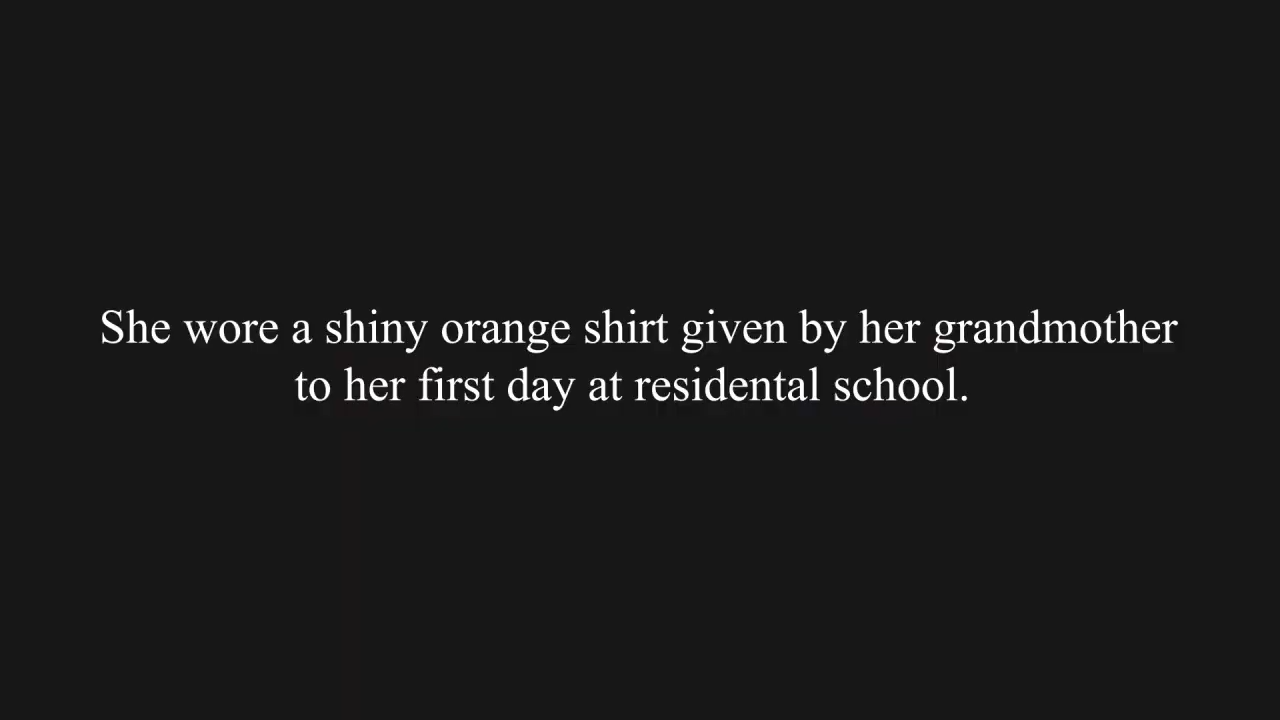 She wore a shiny orange shirt given by her grandmother
to her first day at residental school.